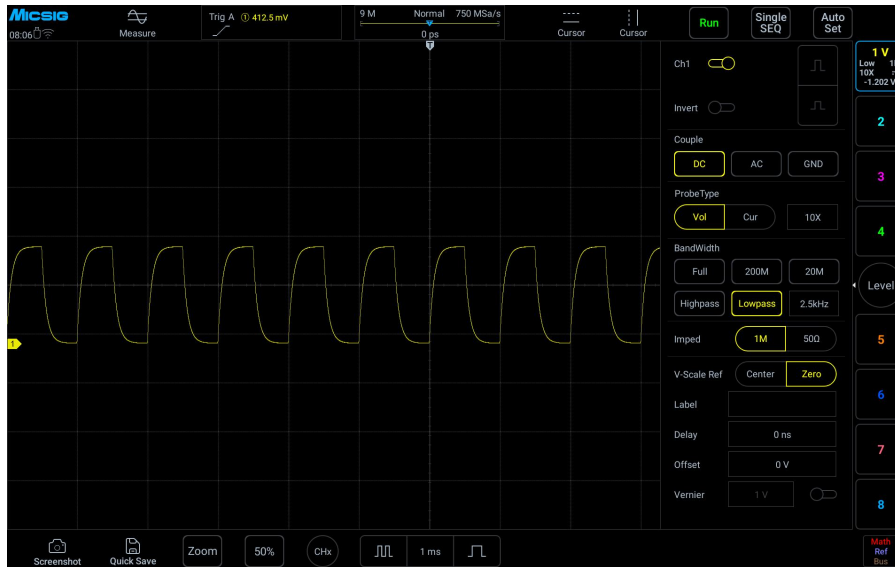 Micsig
08:06
Measure
Trig A ① 412.5 mV
9 M Normal 750 MSa/s
0 ps
T
Cursor
Cursor
Run
Single
SEQ
Auto
Set
Ch1
Invert
Couple
DC AC GND
ProbeType
Vol Cur 10X
BandWidth
Full 200M 20M
Highpass Lowpass 2.5kHz
Imped 1M 50Ω
V-Scale Ref Center Zero
Label
Delay 0 ns
Offset 0 V
Vernier 1 V
1 V
Low
10X
-1.202 V
2
3
4
Level
5
6
7
8
1
Screenshot
Quick Save
Zoom
50%
CHx
1 ms
Math
Ref
Bus